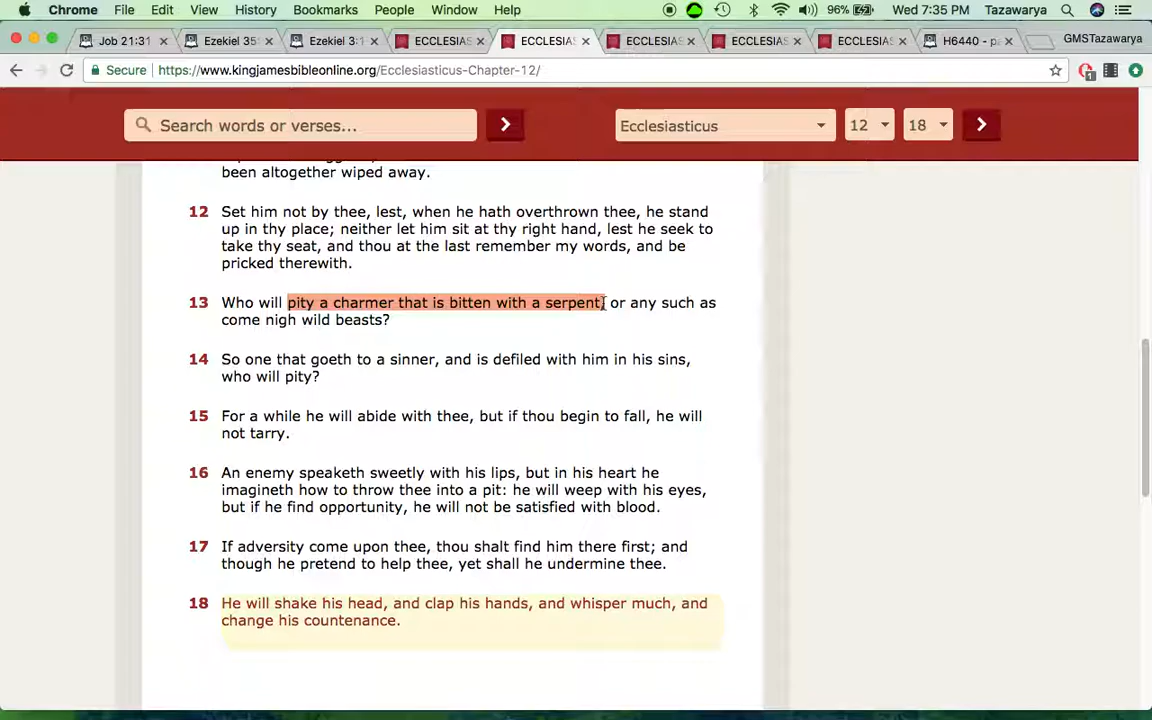 Chrome File Edit View History Bookmarks People Window Help 96% Wed 7:35 PM Tazawarya
Job 21:31 × Ezekiel 35: × Ezekiel 3:1 × ECCLESIAS × ECCLESIAS × ECCLESIAS × ECCLESIAS × ECCLESIAS × H6440 - pa × GMSTazawarya
Secure https://www.kingjamesbibleonline.org/Ecclesiasticus-Chapter-12/
Search words or verses... Ecclesiasticus 12 18
been altogether wiped away.
12 Set him not by thee, lest, when he hath overthrown thee, he stand
up in thy place; neither let him sit at thy right hand, lest he seek to
take thy seat, and thou at the last remember my words, and be
pricked therewith.
13 Who will pity a charmer that is bitten with a serpent, or any such as
come nigh wild beasts?
14 So one that goeth to a sinner, and is defiled with him in his sins,
who will pity?
15 For a while he will abide with thee, but if thou begin to fall, he will
not tarry.
16 An enemy speaketh sweetly with his lips, but in his heart he
imagineth how to throw thee into a pit: he will weep with his eyes,
but if he find opportunity, he will not be satisfied with blood.
17 If adversity come upon thee, thou shalt find him there first; and
though he pretend to help thee, yet shall he undermine thee.
18 He will shake his head, and clap his hands, and whisper much, and
change his countenance.